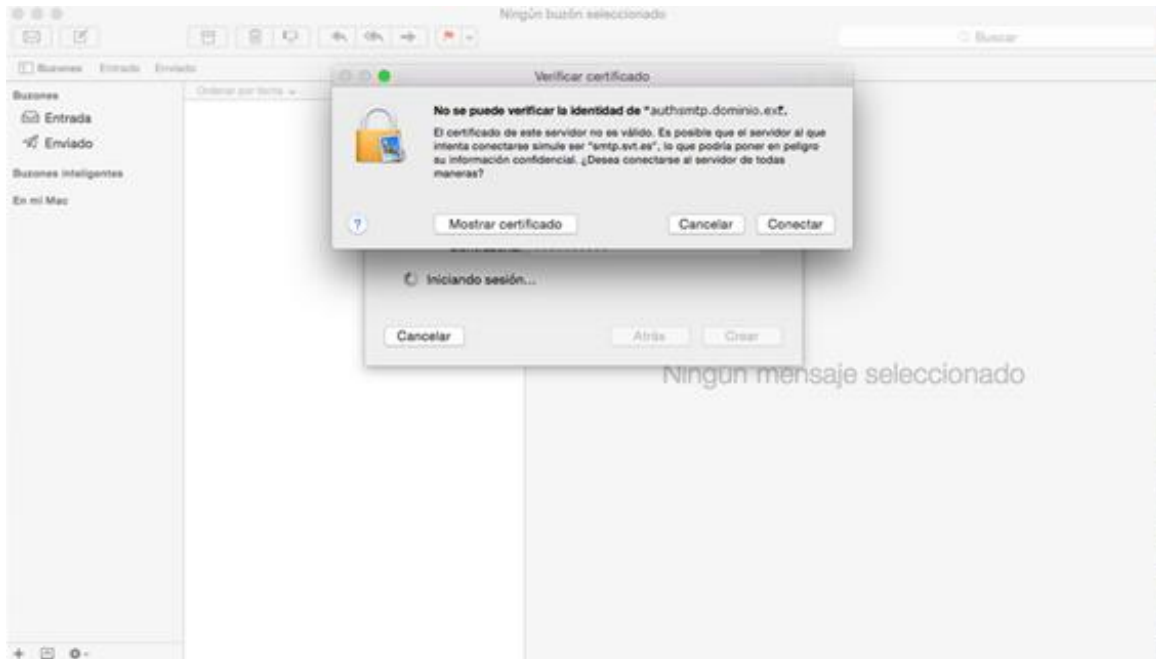 Ningún buzón seleccionado
Buscar
Buzones Entrada Enviado
Buzones
Entrada
Enviado
Buzones inteligentes
En mi Mac
Ordenar por fecha
Verificar certificado
No se puede verificar la identidad de "authsmtp.dominio.ext".
El certificado de este servidor no es válido. Es posible que el servidor al que
intenta conectarse simule ser "smtp.svt.es", lo que podría poner en peligro
su información confidencial. ¿Desea conectarse al servidor de todas
maneras?
?
Mostrar certificado
Cancelar
Conectar
Iniciando sesión...
Cancelar
Atrás
Crear
Ningún mensaje seleccionado